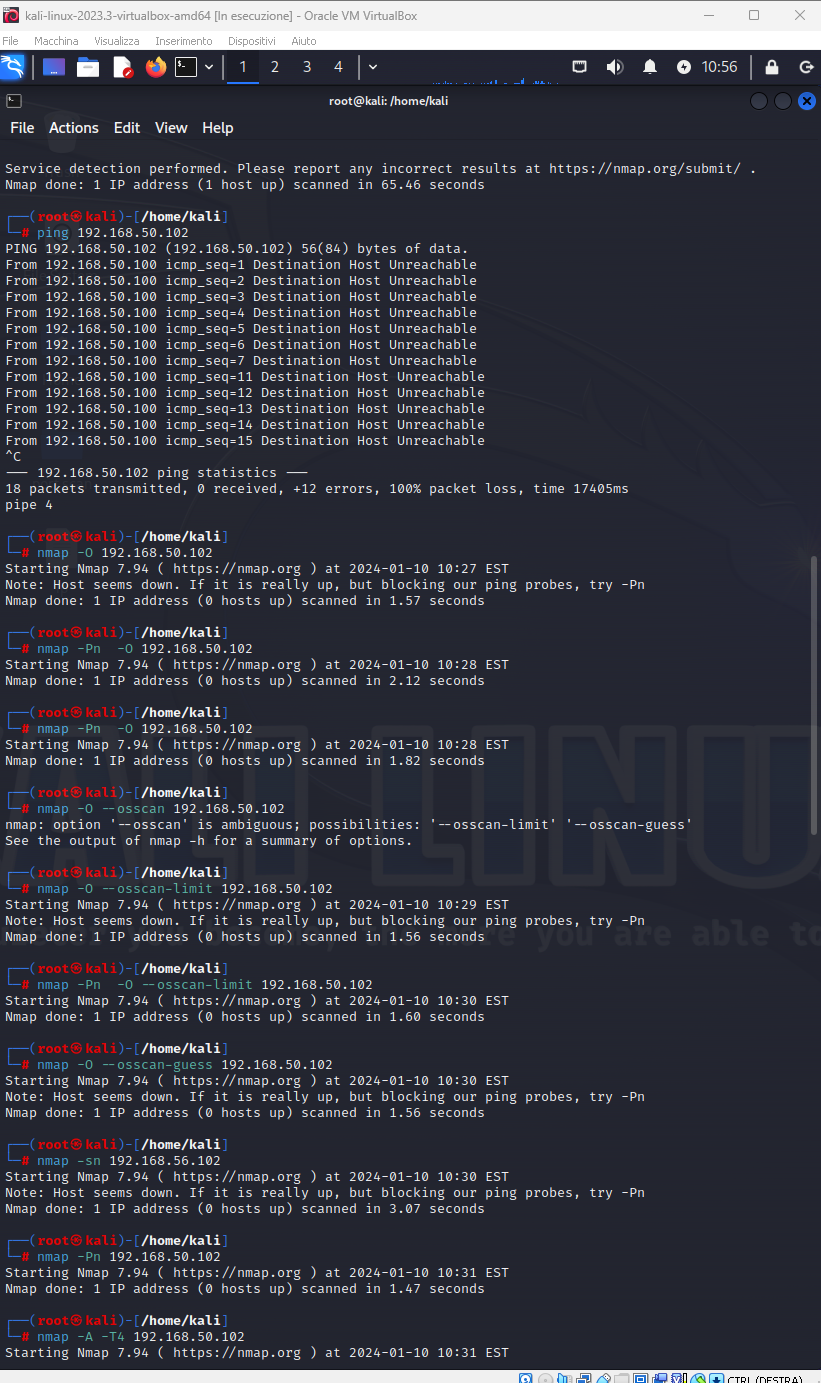 kali-linux-2023.3-virtualbox-amd64 [In esecuzione] - Oracle VM VirtualBox
File Macchina Visualizza Inserimento Dispositivi Aiuto
1 2 3 4 10:56
root@kali: /home/kali
File Actions Edit View Help
Service detection performed. Please report any incorrect results at https://nmap.org/submit/ .
Nmap done: 1 IP address (1 host up) scanned in 65.46 seconds
┌──(root㉿kali)-[/home/kali]
└─# ping 192.168.50.102
PING 192.168.50.102 (192.168.50.102) 56(84) bytes of data.
From 192.168.50.100 icmp_seq=1 Destination Host Unreachable
From 192.168.50.100 icmp_seq=2 Destination Host Unreachable
From 192.168.50.100 icmp_seq=3 Destination Host Unreachable
From 192.168.50.100 icmp_seq=4 Destination Host Unreachable
From 192.168.50.100 icmp_seq=5 Destination Host Unreachable
From 192.168.50.100 icmp_seq=6 Destination Host Unreachable
From 192.168.50.100 icmp_seq=7 Destination Host Unreachable
From 192.168.50.100 icmp_seq=11 Destination Host Unreachable
From 192.168.50.100 icmp_seq=12 Destination Host Unreachable
From 192.168.50.100 icmp_seq=13 Destination Host Unreachable
From 192.168.50.100 icmp_seq=14 Destination Host Unreachable
From 192.168.50.100 icmp_seq=15 Destination Host Unreachable
^C
--- 192.168.50.102 ping statistics ---
18 packets transmitted, 0 received, +12 errors, 100% packet loss, time 17405ms
pipe 4
┌──(root㉿kali)-[/home/kali]
└─# nmap -O 192.168.50.102
Starting Nmap 7.94 ( https://nmap.org ) at 2024-01-10 10:27 EST
Note: Host seems down. If it is really up, but blocking our ping probes, try -Pn
Nmap done: 1 IP address (0 hosts up) scanned in 1.57 seconds
┌──(root㉿kali)-[/home/kali]
└─# nmap -Pn  -O 192.168.50.102
Starting Nmap 7.94 ( https://nmap.org ) at 2024-01-10 10:28 EST
Nmap done: 1 IP address (0 hosts up) scanned in 2.12 seconds
┌──(root㉿kali)-[/home/kali]
└─# nmap -Pn  -O 192.168.50.102
Starting Nmap 7.94 ( https://nmap.org ) at 2024-01-10 10:28 EST
Nmap done: 1 IP address (0 hosts up) scanned in 1.82 seconds
┌──(root㉿kali)-[/home/kali]
└─# nmap -O --osscan 192.168.50.102
nmap: option '--osscan' is ambiguous; possibilities: '--osscan-limit' '--osscan-guess'
See the output of nmap -h for a summary of options.
┌──(root㉿kali)-[/home/kali]
└─# nmap -O --osscan-limit 192.168.50.102
Starting Nmap 7.94 ( https://nmap.org ) at 2024-01-10 10:29 EST
Note: Host seems down. If it is really up, but blocking our ping probes, try -Pn
Nmap done: 1 IP address (0 hosts up) scanned in 1.56 seconds
┌──(root㉿kali)-[/home/kali]
└─# nmap -Pn  -O --osscan-limit 192.168.50.102
Starting Nmap 7.94 ( https://nmap.org ) at 2024-01-10 10:30 EST
Nmap done: 1 IP address (0 hosts up) scanned in 1.60 seconds
┌──(root㉿kali)-[/home/kali]
└─# nmap -O --osscan-guess 192.168.50.102
Starting Nmap 7.94 ( https://nmap.org ) at 2024-01-10 10:30 EST
Note: Host seems down. If it is really up, but blocking our ping probes, try -Pn
Nmap done: 1 IP address (0 hosts up) scanned in 1.56 seconds
┌──(root㉿kali)-[/home/kali]
└─# nmap -sn 192.168.56.102
Starting Nmap 7.94 ( https://nmap.org ) at 2024-01-10 10:30 EST
Note: Host seems down. If it is really up, but blocking our ping probes, try -Pn
Nmap done: 1 IP address (0 hosts up) scanned in 3.07 seconds
┌──(root㉿kali)-[/home/kali]
└─# nmap -Pn 192.168.50.102
Starting Nmap 7.94 ( https://nmap.org ) at 2024-01-10 10:31 EST
Nmap done: 1 IP address (0 hosts up) scanned in 1.47 seconds
┌──(root㉿kali)-[/home/kali]
└─# nmap -A -T4 192.168.50.102
Starting Nmap 7.94 ( https://nmap.org ) at 2024-01-10 10:31 EST
CTRL (DESTRA)